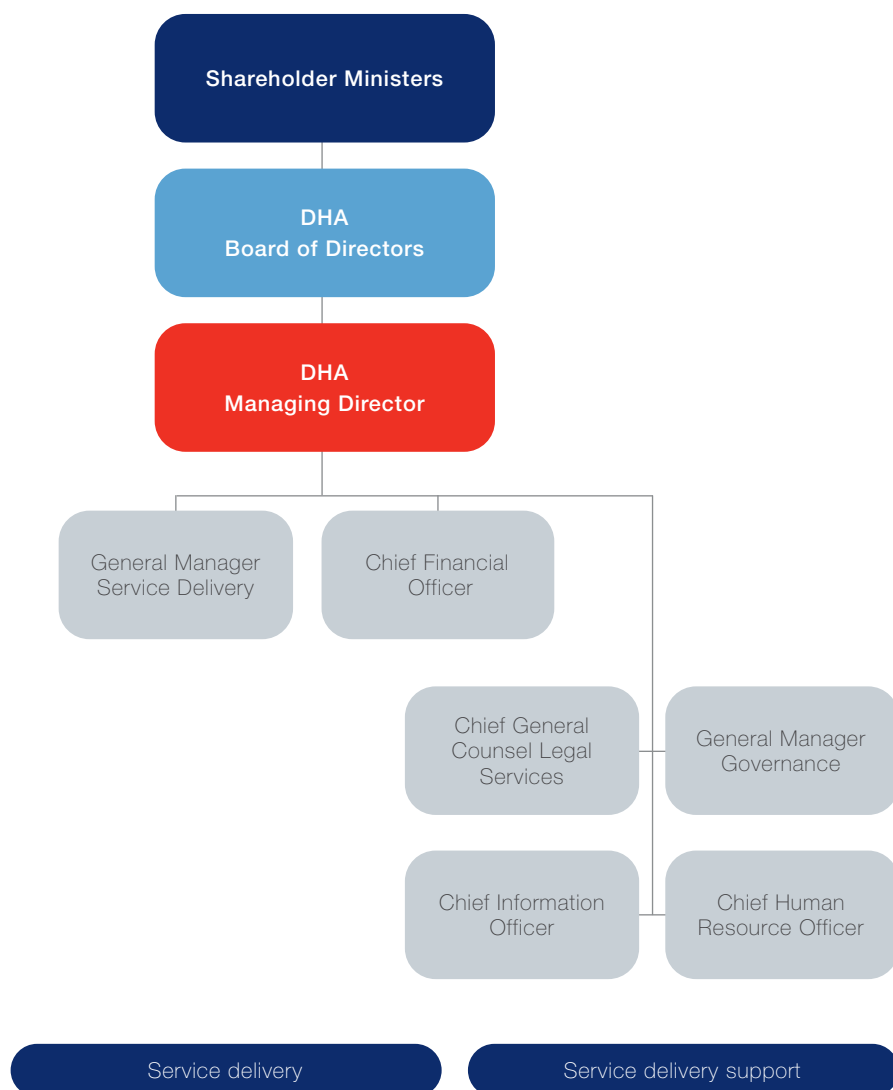 Shareholder Ministers
DHA
Board of Directors
DHA
Managing Director
General Manager
Service Delivery
Chief Financial
Officer
Chief General
Counsel Legal
Services
General Manager
Governance
Chief Information
Officer
Chief Human
Resource Officer
Service delivery
Service delivery support